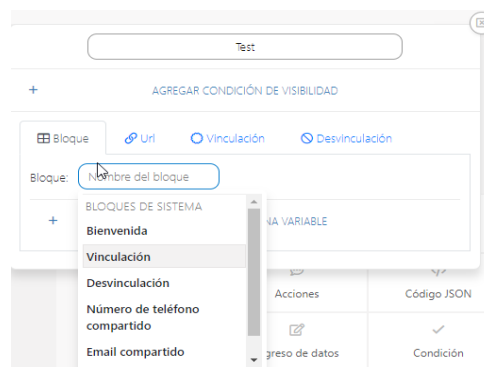 Test
+ AGREGAR CONDICIÓN DE VISIBILIDAD
Bloque Url Vinculación Desvinculación
Bloque: Nombre del bloque
+ NA VARIABLE
BLOQUES DE SISTEMA
Bienvenida
Vinculación
Desvinculación
Número de teléfono
compartido
Email compartido
Acciones Código JSON
greso de datos Condición